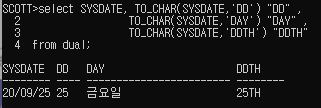 SCOTT>select SYSDATE, TO_CHAR(SYSDATE,'DD') "DD" ,
2 TO_CHAR(SYSDATE,'DAY') "DAY" ,
3 TO_CHAR(SYSDATE,'DDTH') "DDTH"
4 from dual;
SYSDATE DD DAY DDTH
-------- -- ------------------------ ----------
20/09/25 25 금요일 25TH